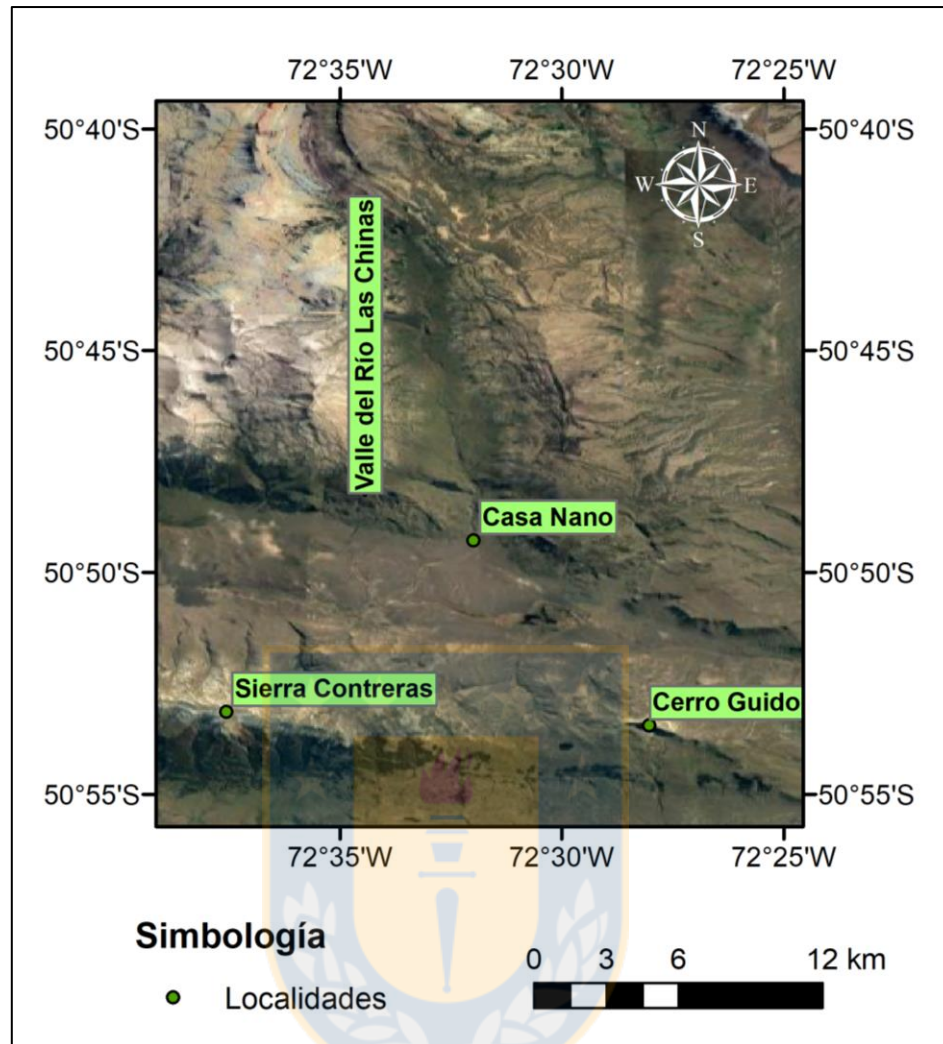 72°35'W 72°30'W 72°25'W
50°40'S 50°40'S
N
W E
S
Valle del Río Las Chinas
50°45'S 50°45'S
Casa Nano
50°50'S 50°50'S
Sierra Contreras
Cerro Guido
50°55'S 50°55'S
72°35'W 72°30'W 72°25'W
Simbología
0 3 6 12 km
Localidades